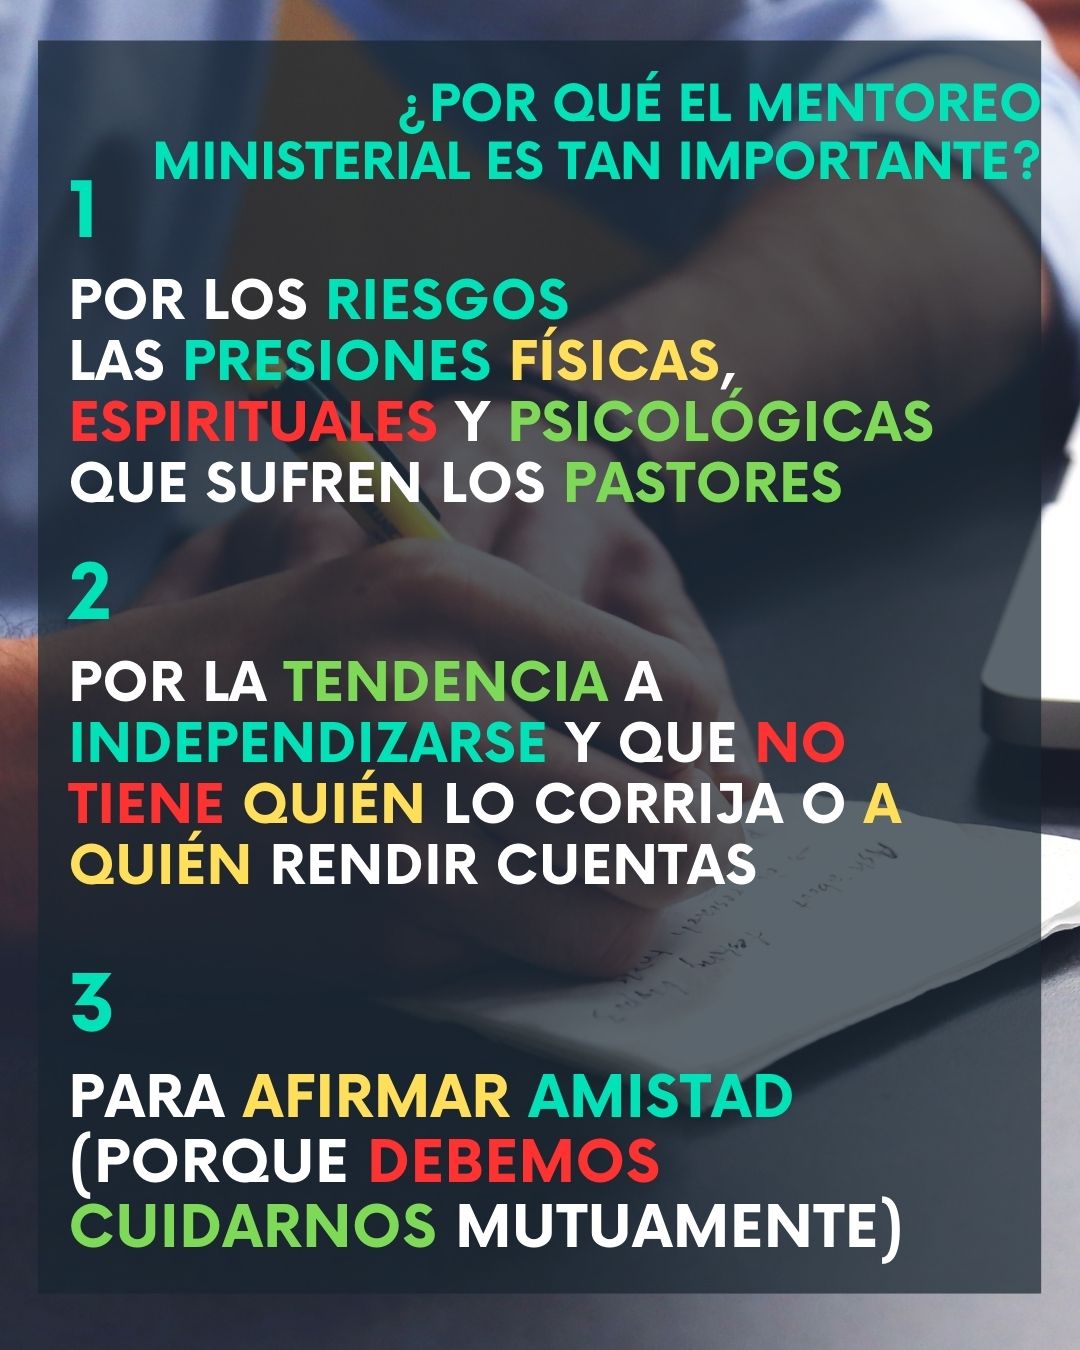 ¿POR QUÉ EL MENTOREO
MINISTERIAL ES TAN IMPORTANTE?
1
POR LOS RIESGOS
LAS PRESIONES FÍSICAS,
ESPIRITUALES Y PSICOLÓGICAS
QUE SUFREN LOS PASTORES
2
POR LA TENDENCIA A
INDEPENDIZARSE Y QUE NO
TIENE QUIÉN LO CORRIJA O A
QUIÉN RENDIR CUENTAS
3
PARA AFIRMAR AMISTAD
(PORQUE DEBEMOS
CUIDARNOS MUTUAMENTE)